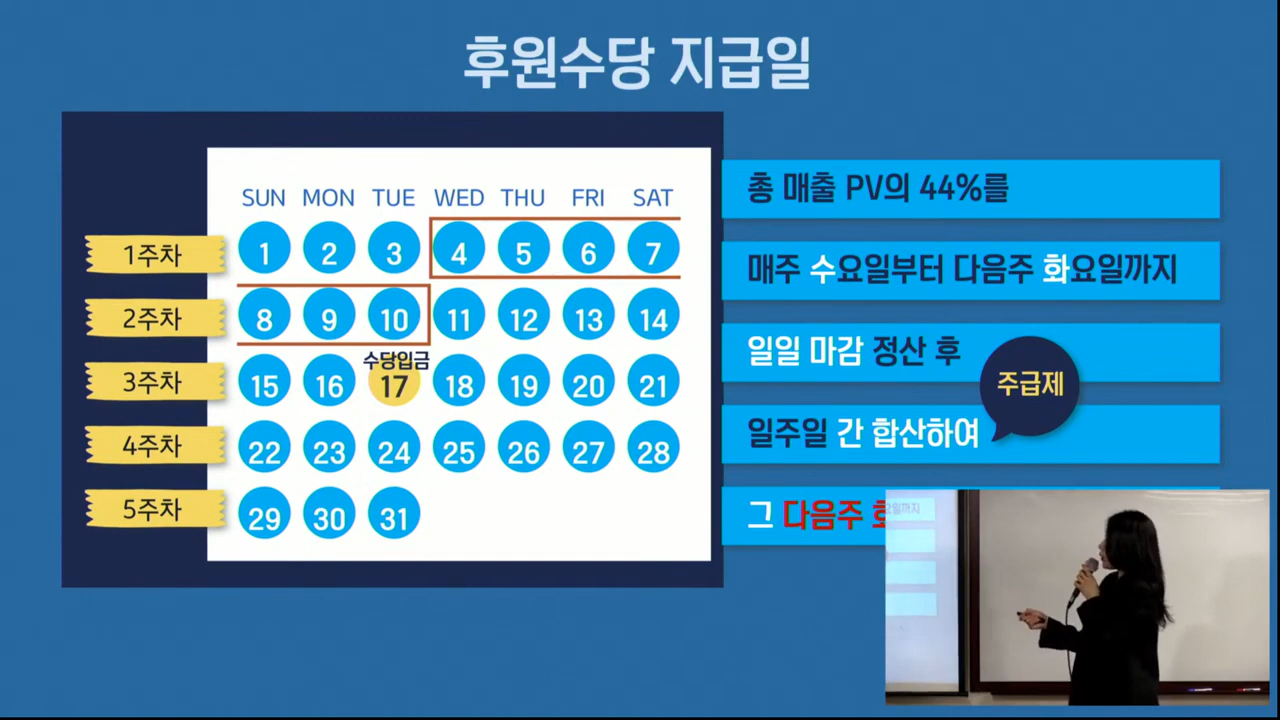 후원수당 지급일
SUN MON TUE WED THU FRI SAT
1주차 1 2 3 4 5 6 7
2주차 8 9 10 11 12 13 14
수당입금
3주차 15 16 17 18 19 20 21
4주차 22 23 24 25 26 27 28
5주차 29 30 31
총 매출 PV의 44%를
매주 수요일부터 다음주 화요일까지
일일 마감 정산 후
주급제
일주일 간 합산하여
그 다음주
요일까지